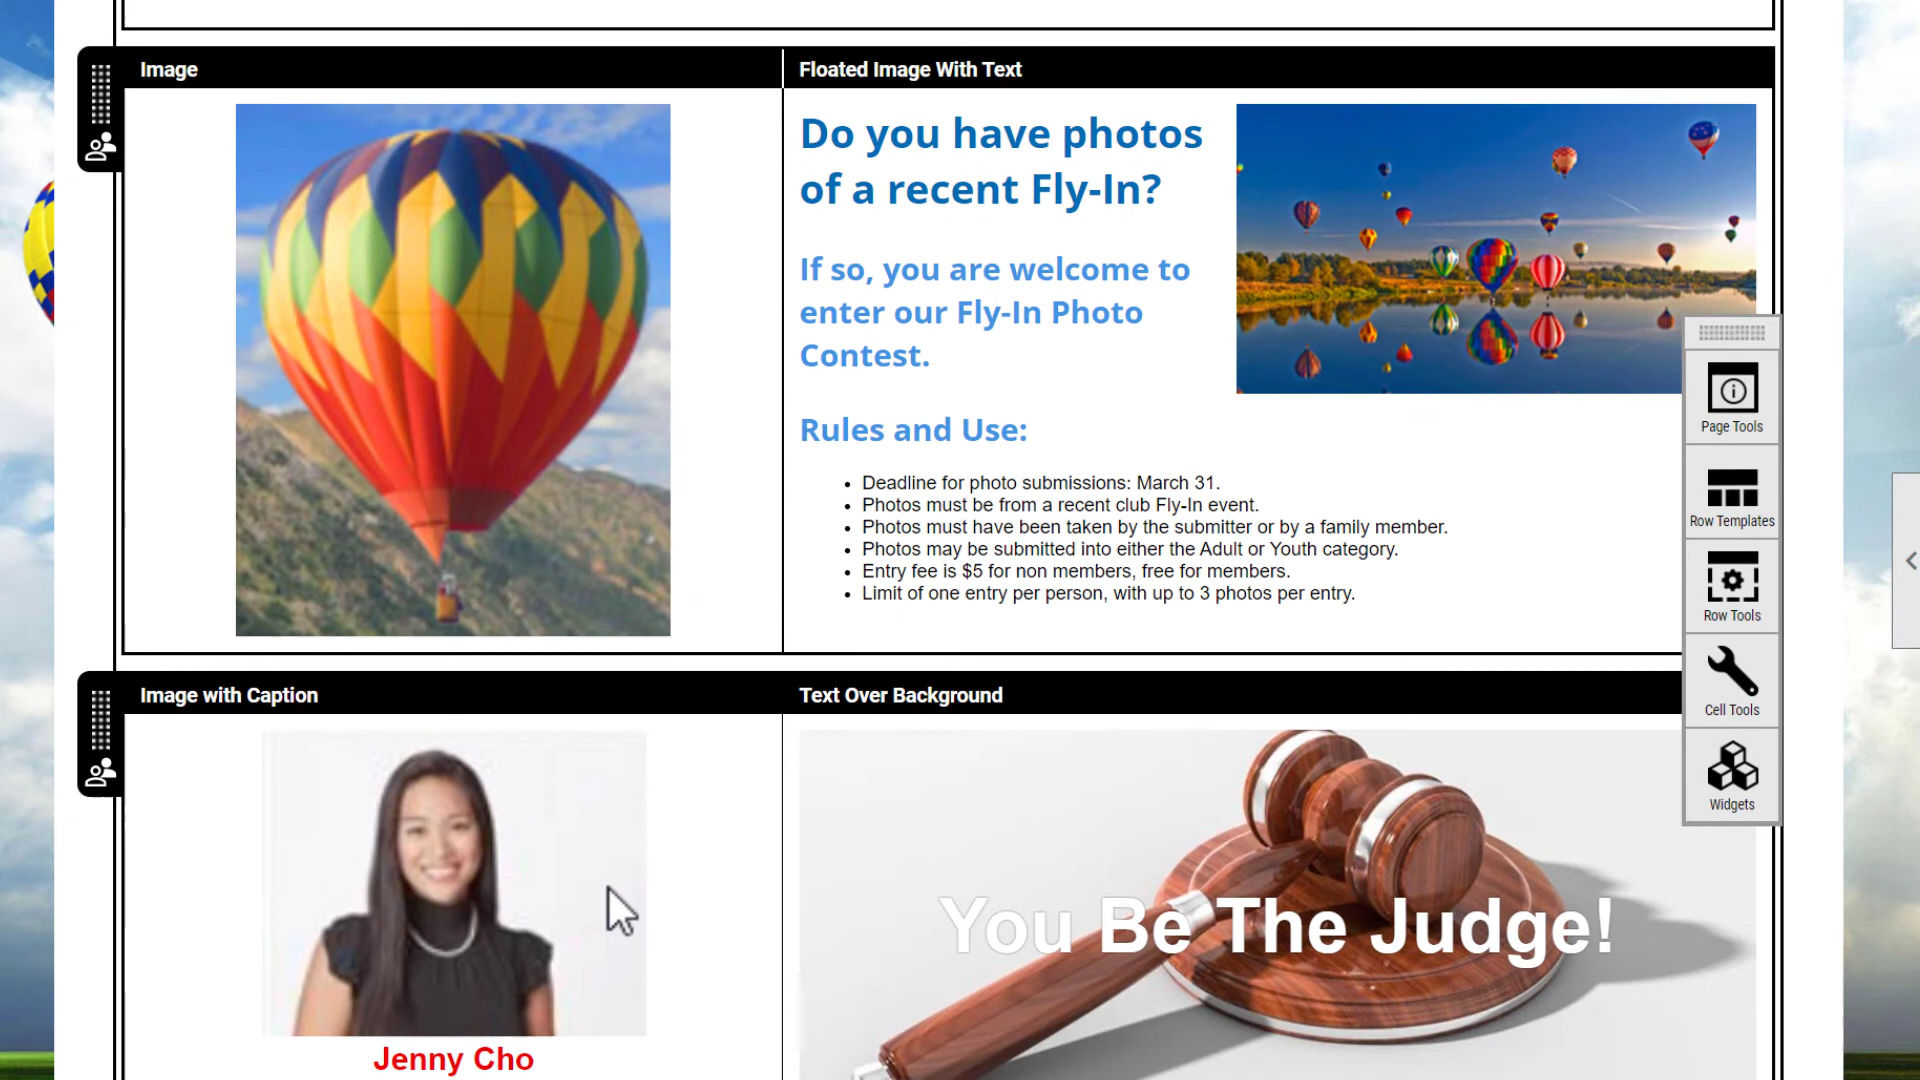 Image
Floated Image With Text
Do you have photos
of a recent Fly-In?
If so, you are welcome to
enter our Fly-In Photo
Contest.
Rules and Use:
• Deadline for photo submissions: March 31.
• Photos must be from a recent club Fly-In event.
• Photos must have been taken by the submitter or by a family member.
• Photos may be submitted into either the Adult or Youth category.
• Entry fee is $5 for non members, free for members.
• Limit of one entry per person, with up to 3 photos per entry.
Page Tools
Row Templates
Row Tools
Cell Tools
Widgets
Image with Caption
Text Over Background
You Be The Judge!
Jenny Cho